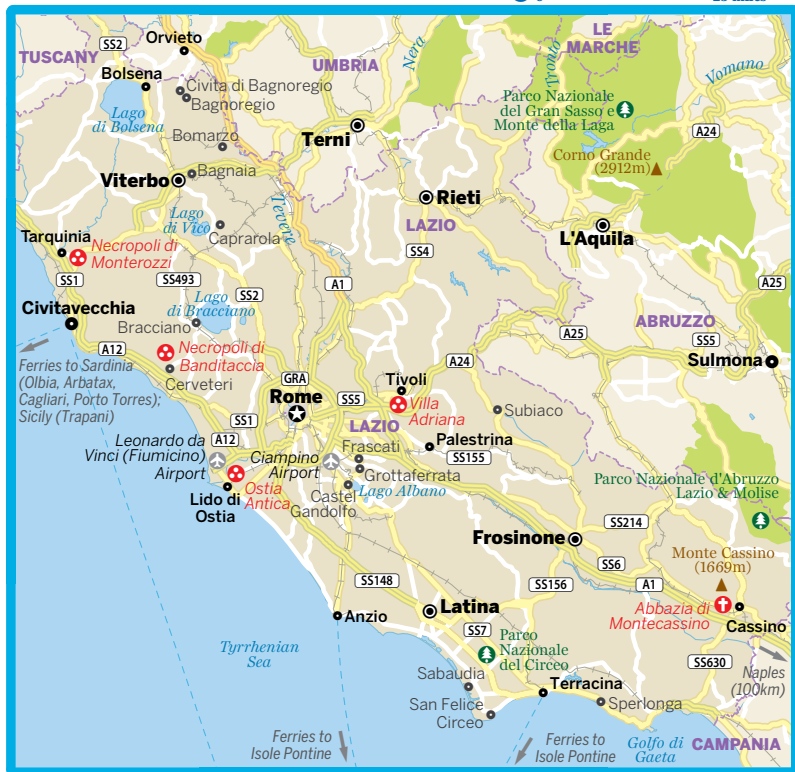 SS2
Orvieto
TUSCANY
Bolsena
Civita di Bagnoregio
Bagnoregio
Lago
di Bolsena
Bomarzo
UMBRIA
Nera
Terni
LE
MARCHE
Tronto
Vomano
Parco Nazionale
del Gran Sasso e
Monte della Laga
A24
Corno Grande
(2912m)
Viterbo
Bagnaia
Rieti
Lago
di Vico
Caprarola
Tevere
LAZIO
L'Aquila
Tarquinia
Necropoli di
Monterozzi
SS4
SS1
SS493
SS2
A1
A25
Civitavecchia
Lago
di Bracciano
Bracciano
ABRUZZO
A25
SS5
A12
Necropoli di
Banditaccia
Cerveteri
Sulmona
Ferries to Sardinia
(Olbia, Arbatax,
Cagliari, Porto Torres);
Sicily (Trapani)
GRA
Rome
SS5
Tivoli
A24
Villa
Adriana
Subiaco
SS1
LAZIO
Leonardo da
Vinci (Fiumicino)
Airport
A12
Ciampino
Airport
Frascati
Palestrina
SS155
Grottaferrata
Ostia
Antica
Lido di
Ostia
Castel
Gandolfo
Lago Albano
Parco Nazionale d'Abruzzo
Lazio & Molise
Frosinone
SS214
Monte Cassino
(1669m)
SS6
SS148
SS156
A1
Latina
Abbazia di
Montecassino
Cassino
Anzio
SS7
Parco
Nazionale
del Circeo
Tyrrhenian
Sea
Sabaudia
SS630
Naples
(100km)
Terracina
San Felice
Circeo
Sperlonga
Ferries to
Isole Pontine
Ferries to
Isole Pontine
Golfo di
Gaeta
CAMPANIA